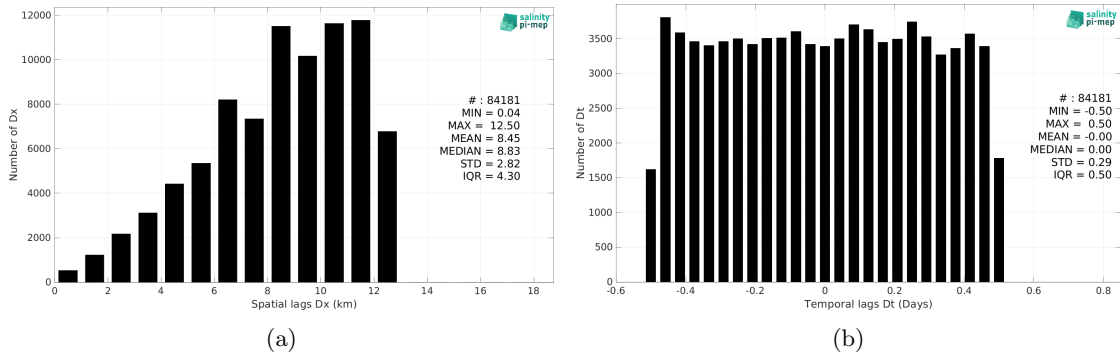 12000
10000
8000
6000
4000
2000
0
Number of Dx
0 2 4 6 8 10 12 14 16 18
Spatial lags Dx (km)
salinity
pi-mep
# : 84181
MIN = 0.04
MAX = 12.50
MEAN = 8.45
MEDIAN = 8.83
STD = 2.82
IQR = 4.30
(a)
3500
3000
2500
2000
1500
1000
500
0
Number of Dt
-0.6 -0.4 -0.2 0 0.2 0.4 0.6 0.8
Temporal lags Dt (Days)
salinity
pi-mep
# : 84181
MIN = -0.50
MAX = 0.50
MEAN = -0.00
MEDIAN = 0.00
STD = 0.29
IQR = 0.50
(b)